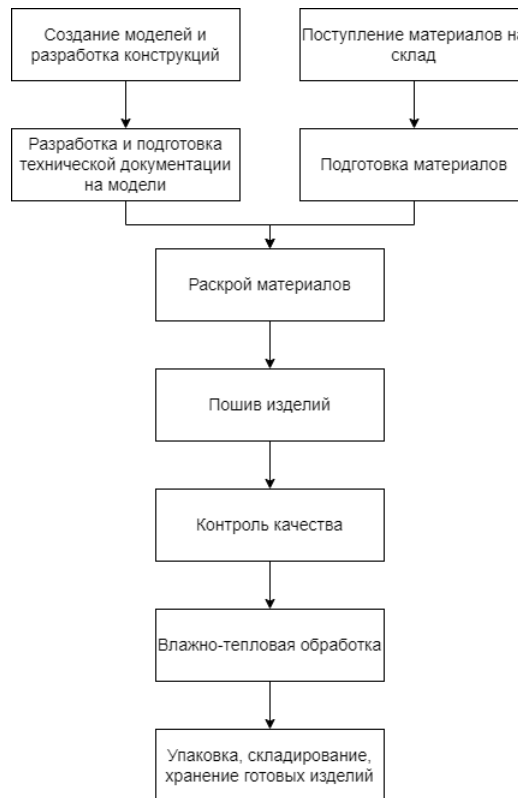 Создание моделей и
разработка конструкций
Поступление материалов на
склад
Разработка и подготовка
технической документации
на модели
Подготовка материалов
Раскрой материалов
Пошив изделий
Контроль качества
Влажно-тепловая обработка
Упаковка, складирование,
хранение готовых изделий